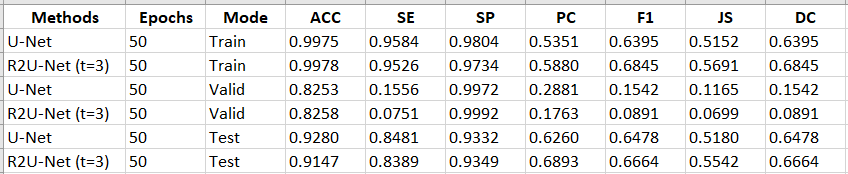 Methods Epochs Mode ACC SE SP PC F1 JS DC
U-Net 50 Train 0.9975 0.9584 0.9804 0.5351 0.6395 0.5152 0.6395
R2U-Net (t=3) 50 Train 0.9978 0.9526 0.9734 0.5880 0.6845 0.5691 0.6845
U-Net 50 Valid 0.8253 0.1556 0.9972 0.2881 0.1542 0.1165 0.1542
R2U-Net (t=3) 50 Valid 0.8258 0.0751 0.9992 0.1763 0.0891 0.0699 0.0891
U-Net 50 Test 0.9280 0.8481 0.9332 0.6260 0.6478 0.5180 0.6478
R2U-Net (t=3) 50 Test 0.9147 0.8389 0.9349 0.6893 0.6664 0.5542 0.6664